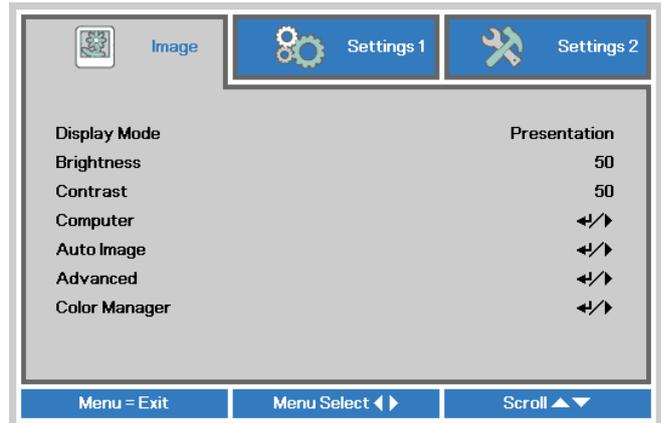 Image Settings 1 Settings 2
Display Mode Presentation
Brightness 50
Contrast 50
Computer
Auto Image
Advanced
Color Manager
Menu = Exit Menu Select Scroll